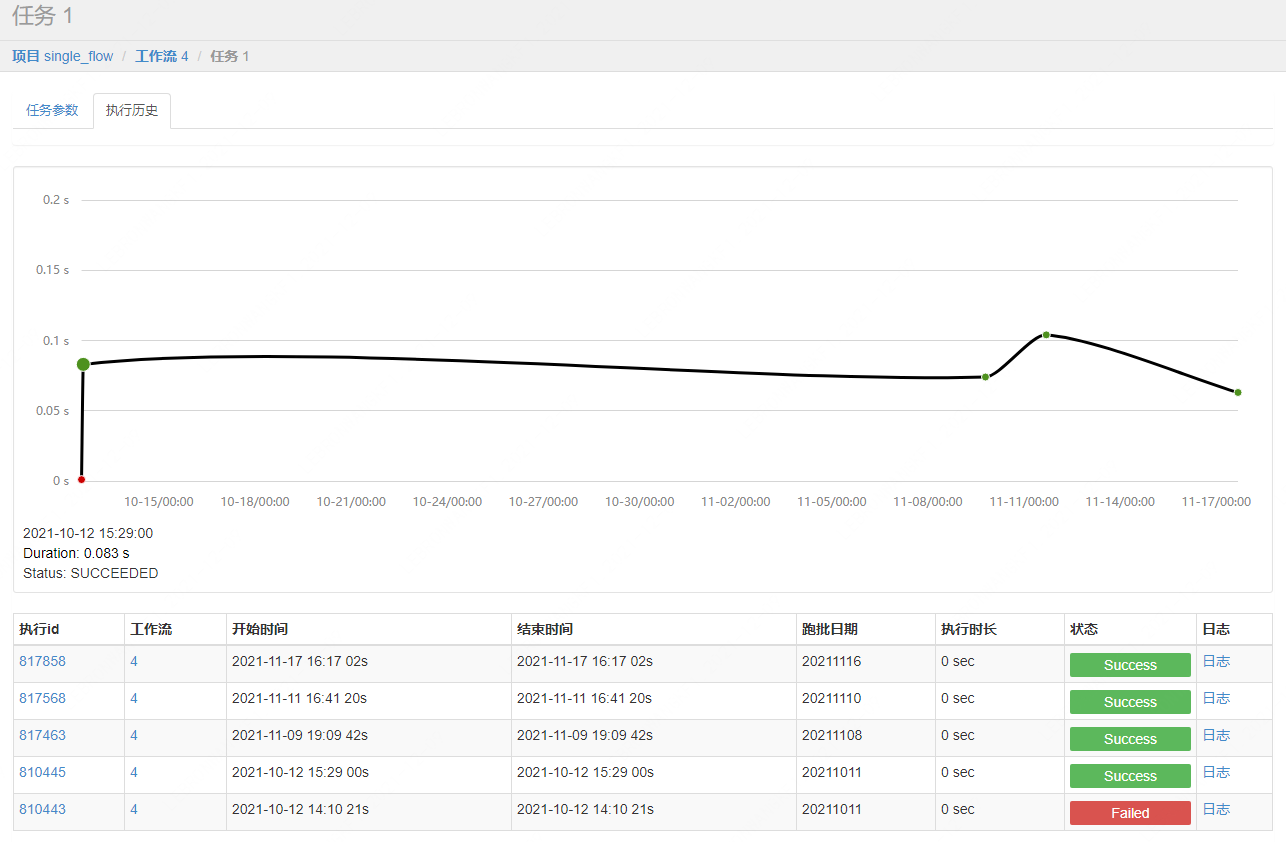 任务 1
项目 single_flow / 工作流 4 / 任务 1
任务参数 执行历史
0.2 s
0.15 s
0.1 s
0.05 s
0 s
10-15/00:00 10-18/00:00 10-21/00:00 10-24/00:00 10-27/00:00 10-30/00:00 11-02/00:00 11-05/00:00 11-08/00:00 11-11/00:00 11-14/00:00 11-17/00:00
2021-10-12 15:29:00
Duration: 0.083 s
Status: SUCCEEDED
执行id 工作流 开始时间 结束时间 跑批日期 执行时长 状态 日志
817858 4 2021-11-17 16:17 02s 2021-11-17 16:17 02s 20211116 0 sec Success 日志
817568 4 2021-11-11 16:41 20s 2021-11-11 16:41 20s 20211110 0 sec Success 日志
817463 4 2021-11-09 19:09 42s 2021-11-09 19:09 42s 20211108 0 sec Success 日志
810445 4 2021-10-12 15:29 00s 2021-10-12 15:29 00s 20211011 0 sec Success 日志
810443 4 2021-10-12 14:10 21s 2021-10-12 14:10 21s 20211011 0 sec Failed 日志